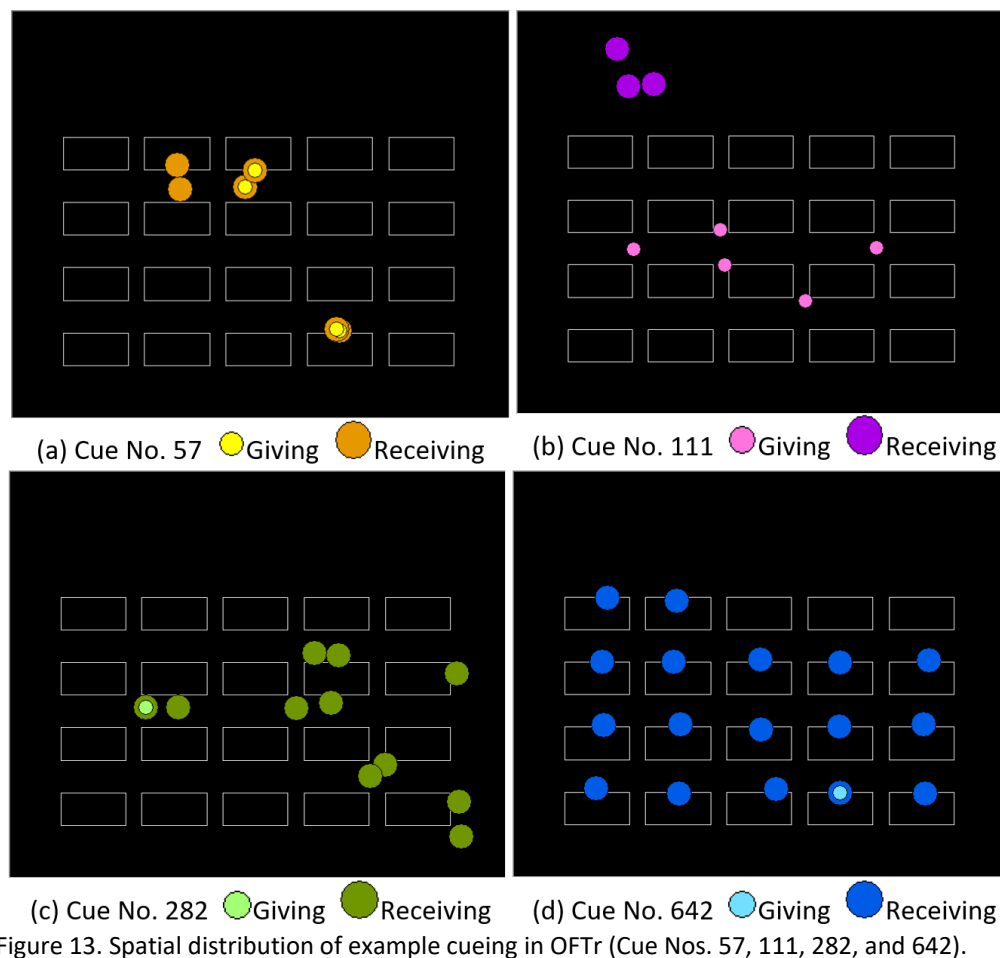 (a) Cue No. 57 Giving Receiving
(b) Cue No. 111 Giving Receiving
(c) Cue No. 282 Giving Receiving
(d) Cue No. 642 Giving Receiving
Figure 13. Spatial distribution of example cueing in OFTr (Cue Nos. 57, 111, 282, and 642).